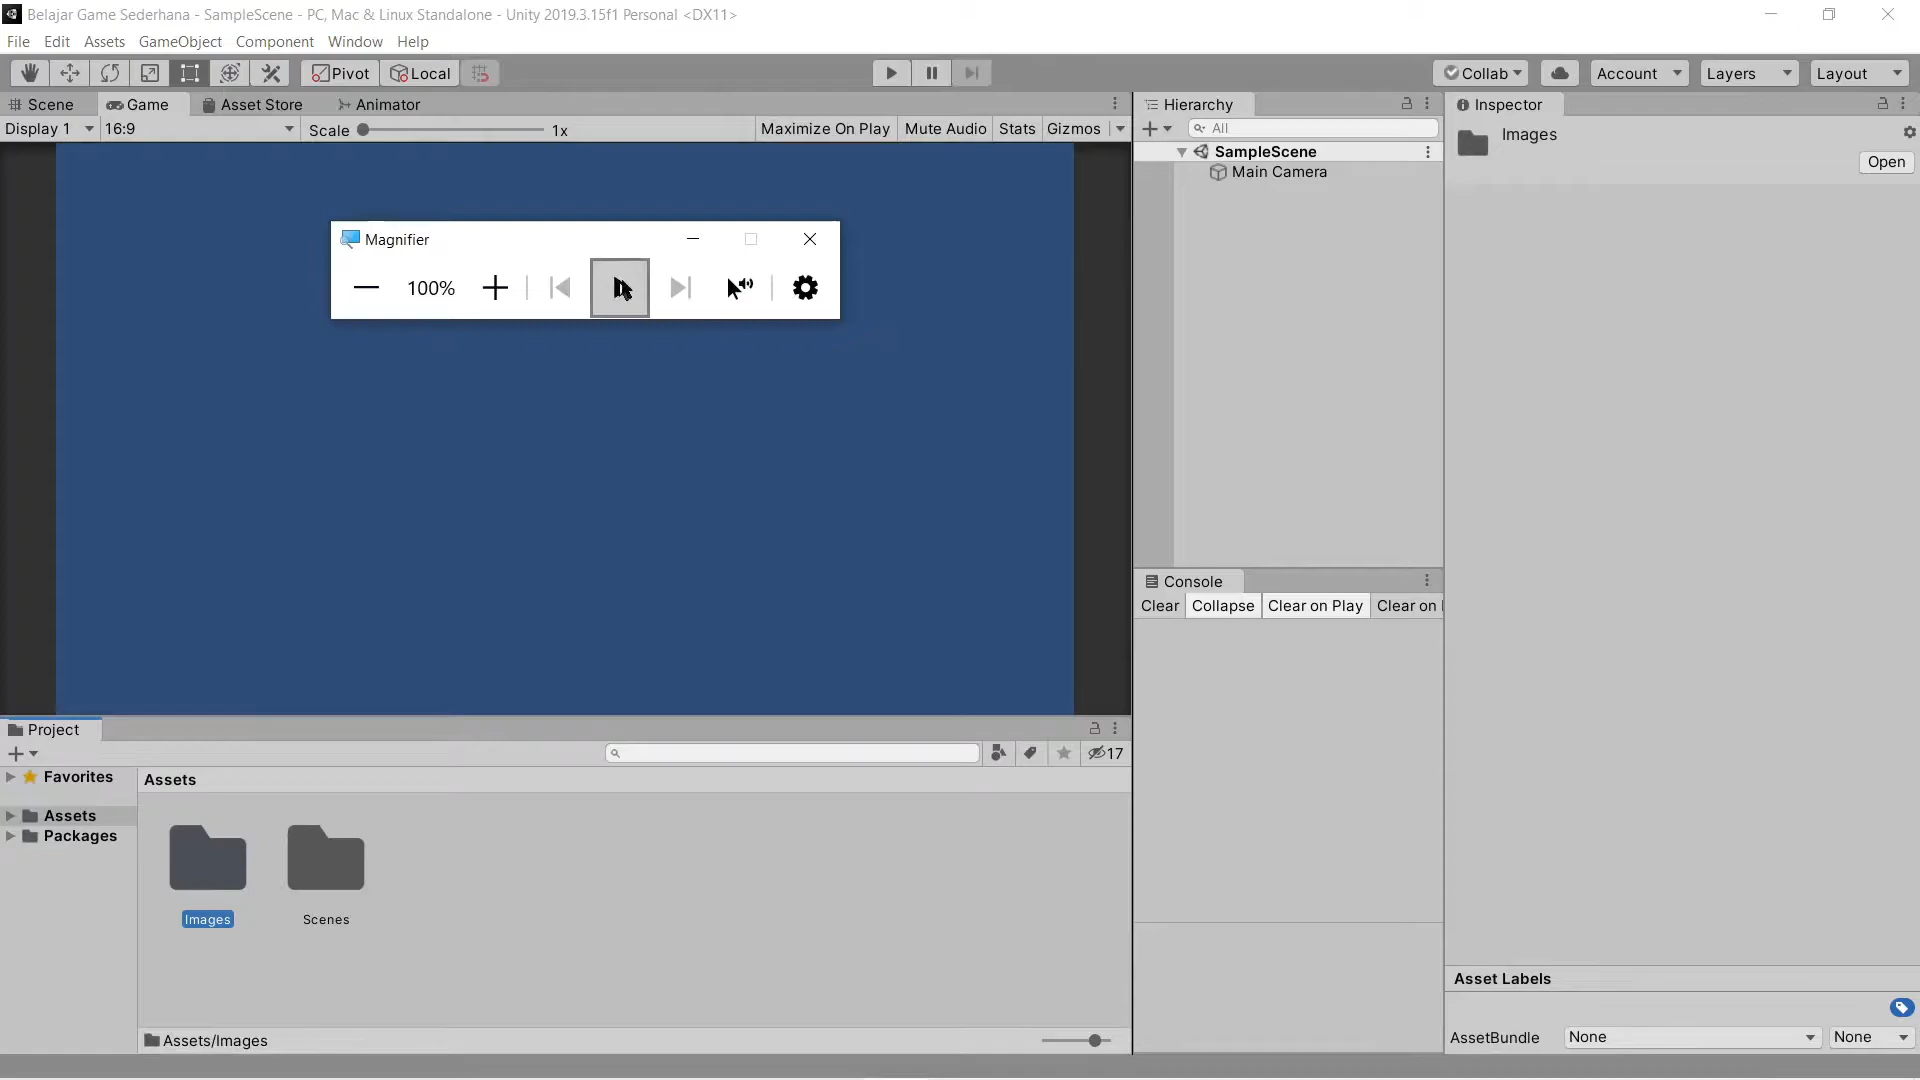 Belajar Game Sederhana - SampleScene - PC, Mac & Linux Standalone - Unity 2019.3.15f1 Personal <DX11>
File Edit Assets GameObject Component Window Help
Pivot Local Collab Account Layers Layout
Scene Game Asset Store Animator
Display 1 16:9 Scale 1x Maximize On Play Mute Audio Stats Gizmos
Magnifier
100%
Hierarchy
All
SampleScene
Main Camera
Inspector
Images
Open
Console
Clear Collapse Clear on Play Clear on
Project
17
Favorites
Assets
Packages
Assets
Images Scenes
Assets/Images
Asset Labels
AssetBundle None None